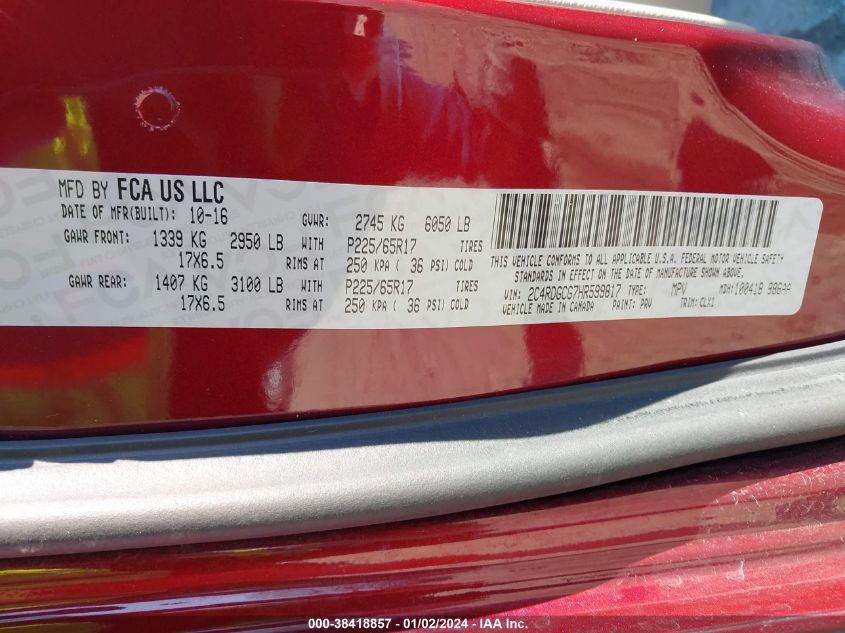 MFD BY FCA US LLC
DATE OF MFR(BUILT): 10-16 GVWR: 2745 KG 6050 LB
GAWR FRONT: 1339 KG 2950 LB WITH P225/65R17 TIRES
17X6.5 RIMS AT 250 KPA ( 36 PSI) COLD
GAWR REAR: 1407 KG 3100 LB WITH P225/65R17 TIRES
17X6.5 RIMS AT 250 KPA ( 36 PSI) COLD
THIS VEHICLE CONFORMS TO ALL APPLICABLE U.S.A. FEDERAL MOTOR VEHICLE SAFETY
STANDARDS IN EFFECT ON THE DATE OF MANUFACTURE SHOWN ABOVE.
VIN: 2C4RDGCG7HR599817 TYPE: MPV MDH: 100418
VEHICLE MADE IN CANADA PAINT: PRV TRIM:
000-38418857 - 01/02/2024 - IAA Inc.